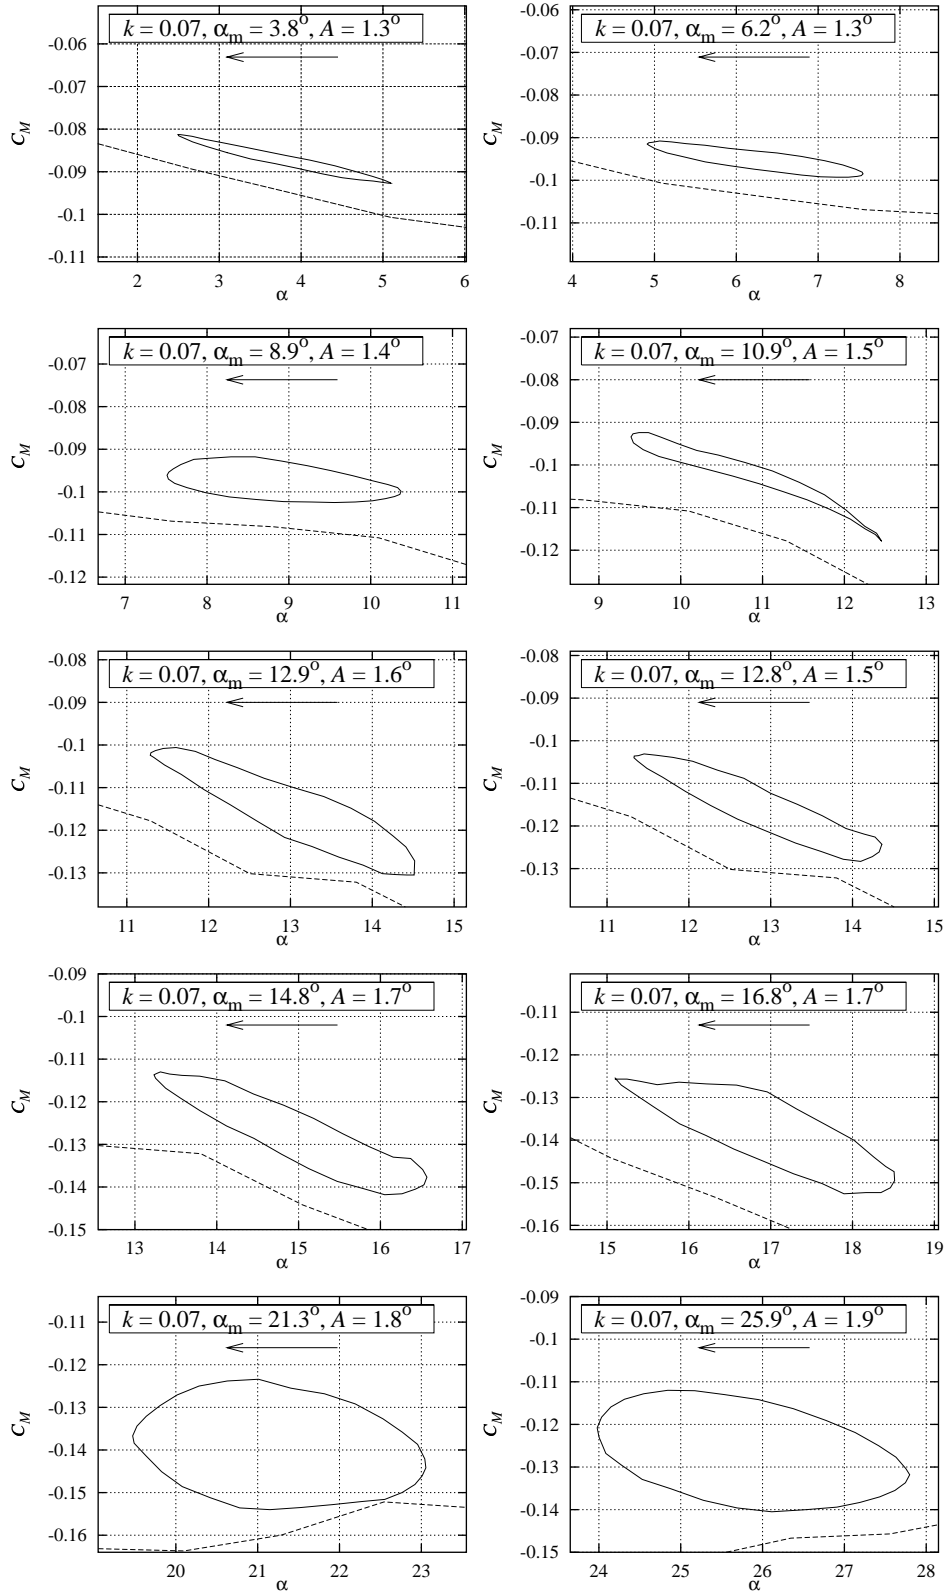 k = 0.07, αm = 3.8°, A = 1.3°
-0.06
-0.07
-0.08
-0.09
-0.1
-0.11
CM
2 3 4 5 6
α
k = 0.07, αm = 6.2°, A = 1.3°
-0.06
-0.07
-0.08
-0.09
-0.1
-0.11
CM
4 5 6 7 8
α
k = 0.07, αm = 8.9°, A = 1.4°
-0.07
-0.08
-0.09
-0.1
-0.11
-0.12
CM
7 8 9 10 11
α
k = 0.07, αm = 10.9°, A = 1.5°
-0.07
-0.08
-0.09
-0.1
-0.11
-0.12
CM
9 10 11 12 13
α
k = 0.07, αm = 12.9°, A = 1.6°
-0.08
-0.09
-0.1
-0.11
-0.12
-0.13
CM
11 12 13 14 15
α
k = 0.07, αm = 12.8°, A = 1.5°
-0.08
-0.09
-0.1
-0.11
-0.12
-0.13
CM
11 12 13 14 15
α
k = 0.07, αm = 14.8°, A = 1.7°
-0.09
-0.1
-0.11
-0.12
-0.13
-0.14
-0.15
CM
13 14 15 16 17
α
k = 0.07, αm = 16.8°, A = 1.7°
-0.11
-0.12
-0.13
-0.14
-0.15
-0.16
CM
15 16 17 18 19
α
k = 0.07, αm = 21.3°, A = 1.8°
-0.11
-0.12
-0.13
-0.14
-0.15
-0.16
CM
20 21 22 23
α
k = 0.07, αm = 25.9°, A = 1.9°
-0.09
-0.1
-0.11
-0.12
-0.13
-0.14
-0.15
CM
24 25 26 27 28
α